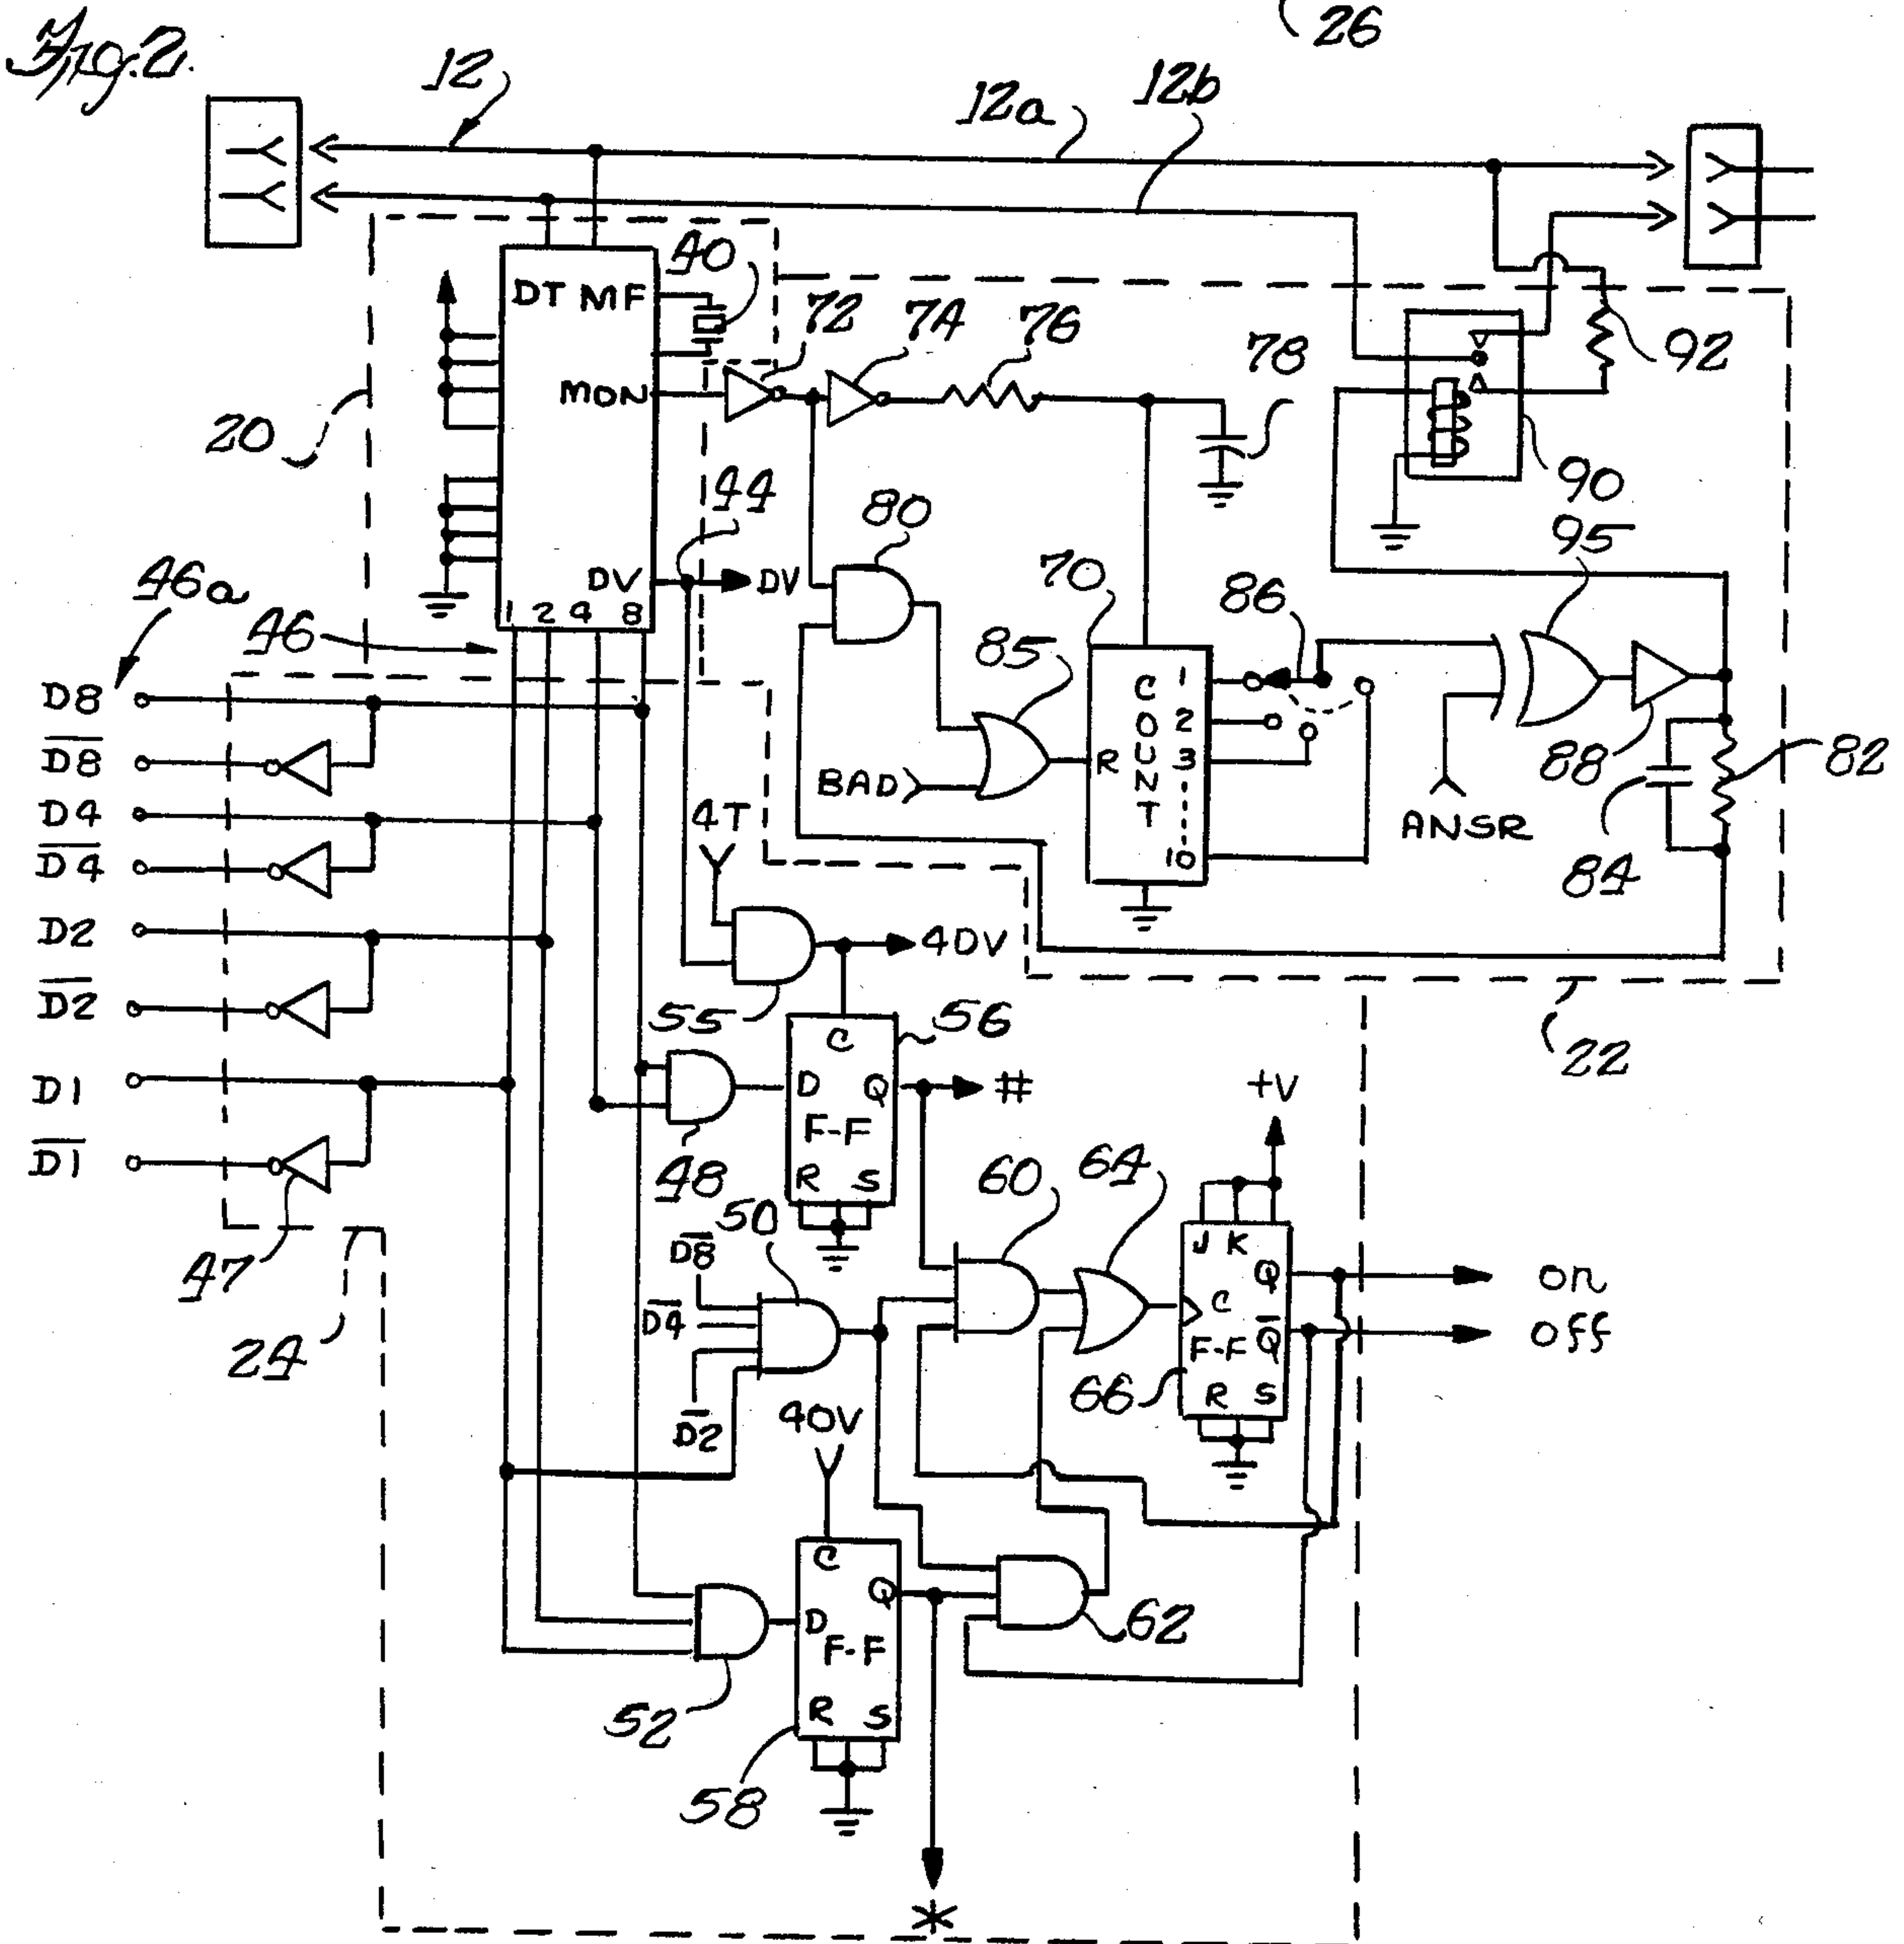 26
Fig. 2.
12
12a
12b
DT MF
40
72
74
76
78
92
MON
20
90
44
80
95
DV
DV
46a
1 2 4 8
46
70
86
85
C O U N T
1
2
3
10
R
BAD
D8
D8
D4
D4
D2
D2
D1
D1
88
82
84
ANSR
4T
4DV
55
56
22
C
D Q
F-F
R S
#
+V
48
50
60
64
D8
D4
D2
47
24
J K
Q
C
F-F Q
R S
66
on
off
40V
C
Q
D
F-F
R S
62
52
58
*